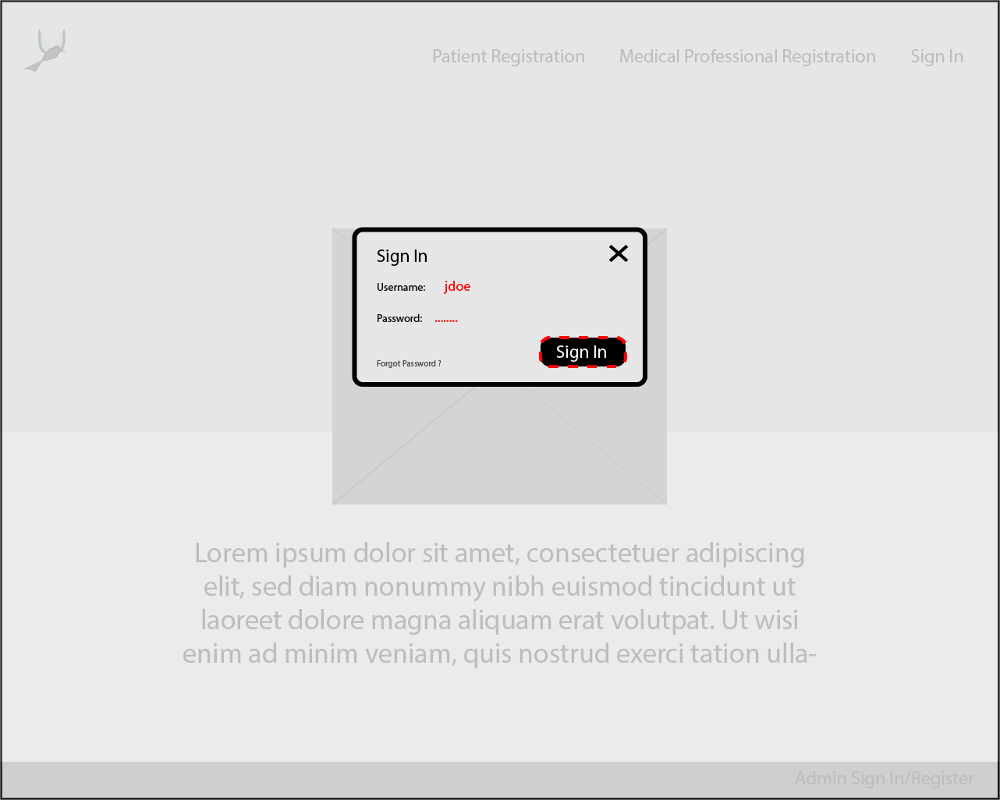 Patient Registration Medical Professional Registration Sign In
Sign In
Username: jdoe
Password: ........
Sign In
Forgot Password ?
Lorem ipsum dolor sit amet, consectetuer adipiscing
elit, sed diam nonummy nibh euismod tincidunt ut
laoreet dolore magna aliquam erat volutpat. Ut wisi
enim ad minim veniam, quis nostrud exerci tation ulla-
Admin Sign In/Register